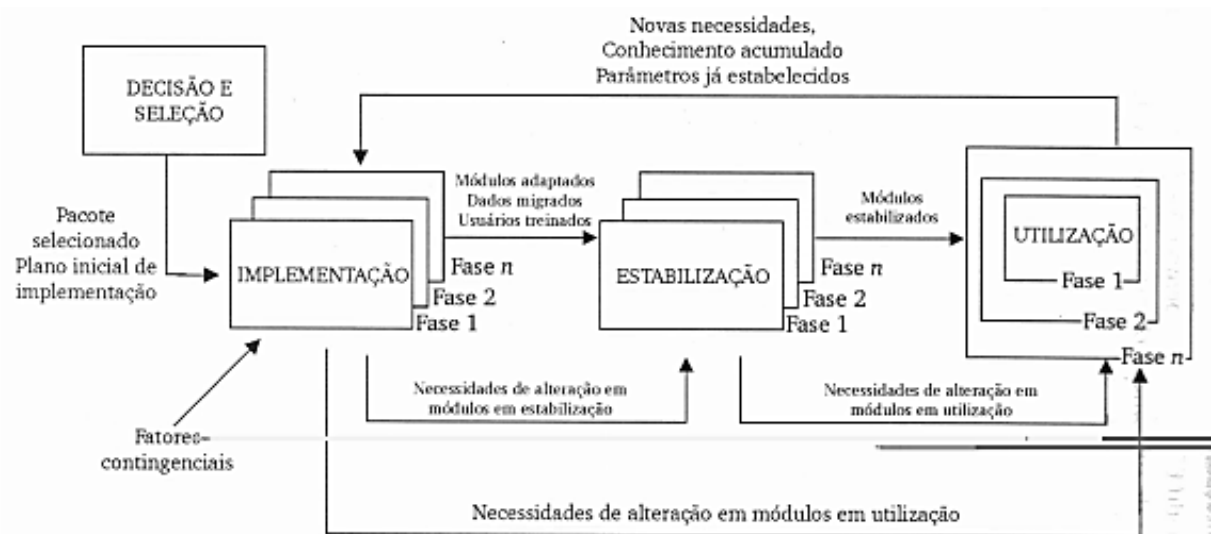 Novas necessidades,
Conhecimento acumulado
Parâmetros já estabelecidos
DECISÃO E
SELEÇÃO
Pacote
selecionado
Plano inicial de
implementação
IMPLEMENTAÇÃO
Fase n
Fase 2
Fase 1
Módulos adaptados
Dados migrados
Usuários treinados
ESTABILIZAÇÃO
Fase n
Fase 2
Fase 1
Módulos
estabilizados
UTILIZAÇÃO
Fase 1
Fase 2
Fase n
Necessidades de alteração em
módulos em estabilização
Necessidades de alteração em
módulos em utilização
Fatores
contingenciais
Necessidades de alteração em módulos em utilização